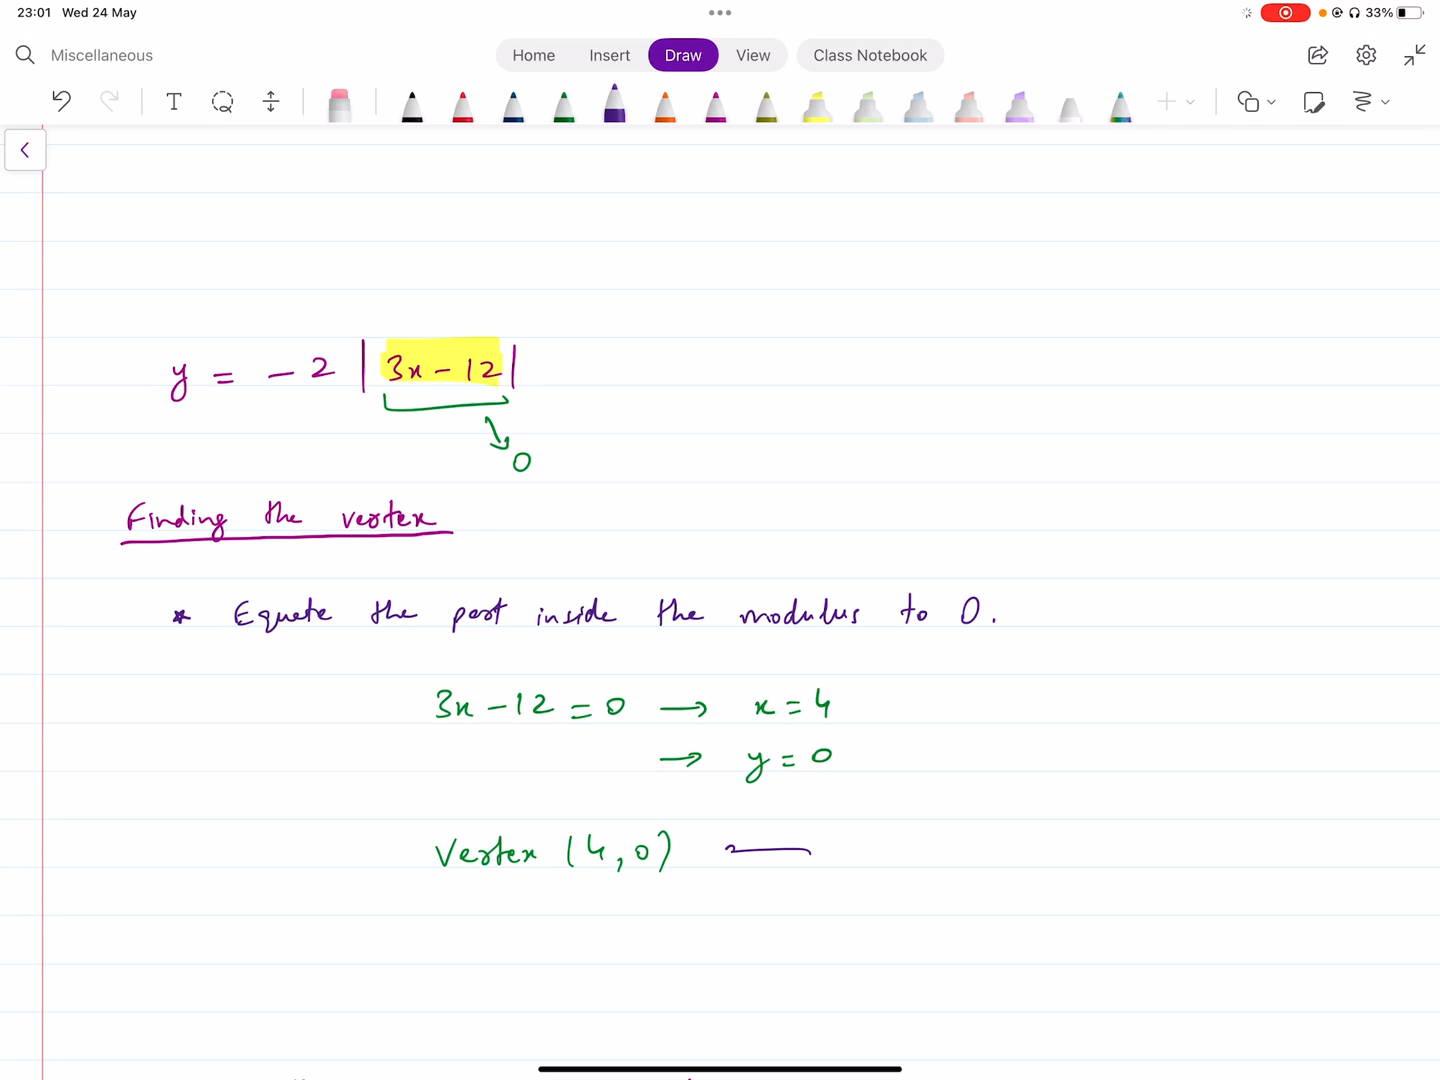 23:01 Wed 24 May
33%
Miscellaneous
Home Insert Draw View Class Notebook
T
y = - 2 | 3x - 12 |
0
Finding the vertex
* Equate the part inside the modulus to 0.
3x - 12 = 0 → x = 4
→ y = 0
Vertex (4, 0)